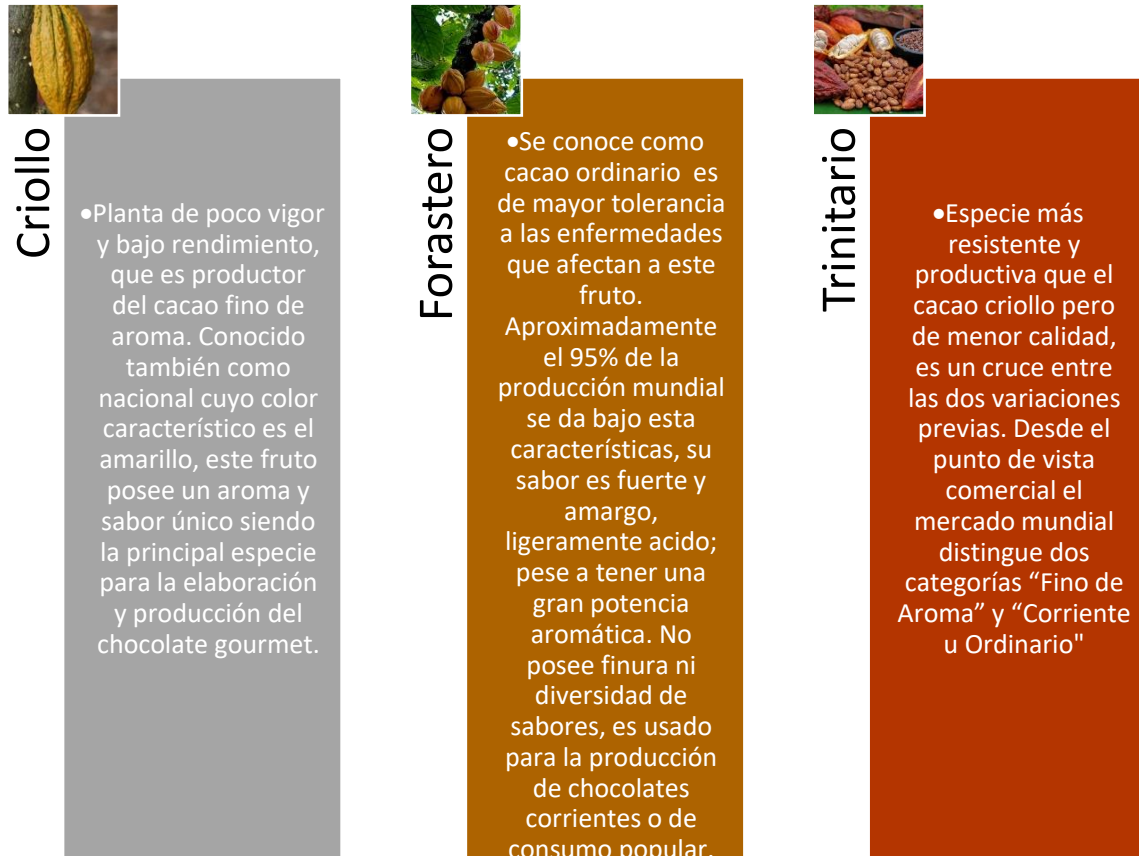 Criollo
•Planta de poco vigor
y bajo rendimiento,
que es productor
del cacao fino de
aroma. Conocido
también como
nacional cuyo color
característico es el
amarillo, este fruto
posee un aroma y
sabor único siendo
la principal especie
para la elaboración
y producción del
chocolate gourmet.
Forastero
•Se conoce como
cacao ordinario  es
de mayor tolerancia
a las enfermedades
que afectan a este
fruto.
Aproximadamente
el 95% de la
producción mundial
se da bajo esta
características, su
sabor es fuerte y
amargo,
ligeramente acido;
pese a tener una
gran potencia
aromática. No
posee finura ni
diversidad de
sabores, es usado
para la producción
de chocolates
corrientes o de
consumo popular.
Trinitario
•Especie más
resistente y
productiva que el
cacao criollo pero
de menor calidad,
es un cruce entre
las dos variaciones
previas. Desde el
punto de vista
comercial el
mercado mundial
distingue dos
categorías “Fino de
Aroma” y “Corriente
u Ordinario"